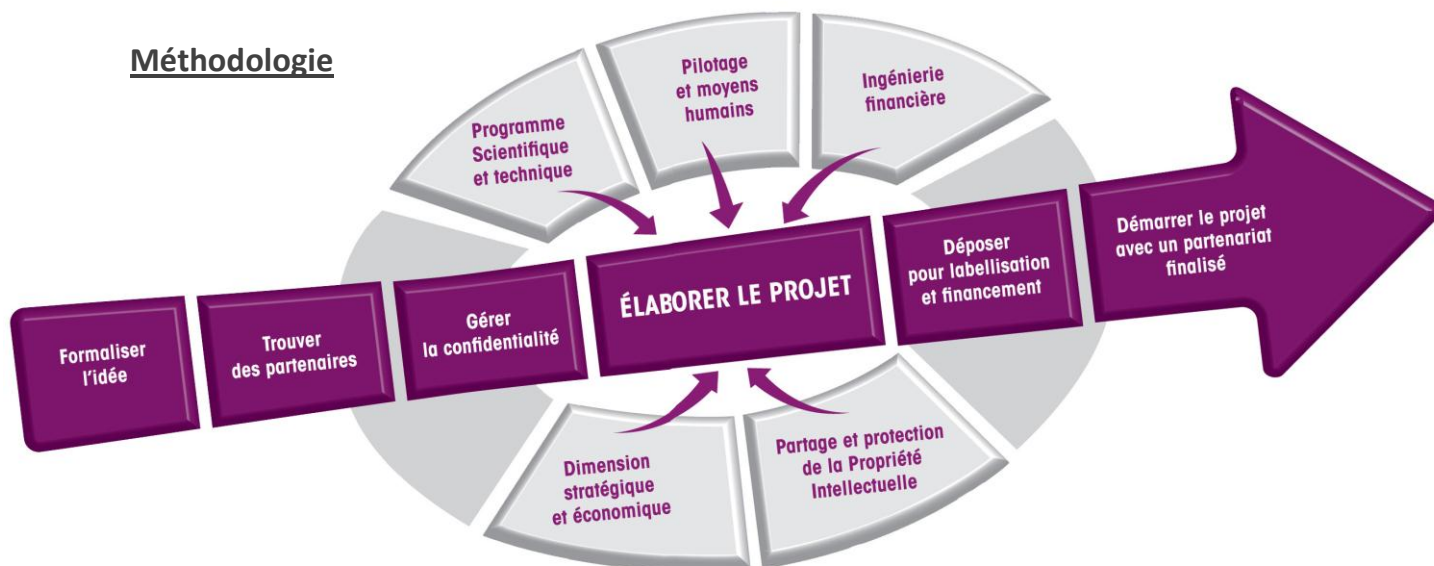 Méthodologie
Programme
Scientifique
et technique
Pilotage
et moyens
humains
Ingénierie
financière
Formaliser
l'idée
Trouver
des partenaires
Gérer
la confidentialité
ÉLABORER LE PROJET
Déposer
pour labellisation
et financement
Démarrer le projet
avec un partenariat
finalisé
Dimension
stratégique
et économique
Partage et protection
de la Propriété
Intellectuelle